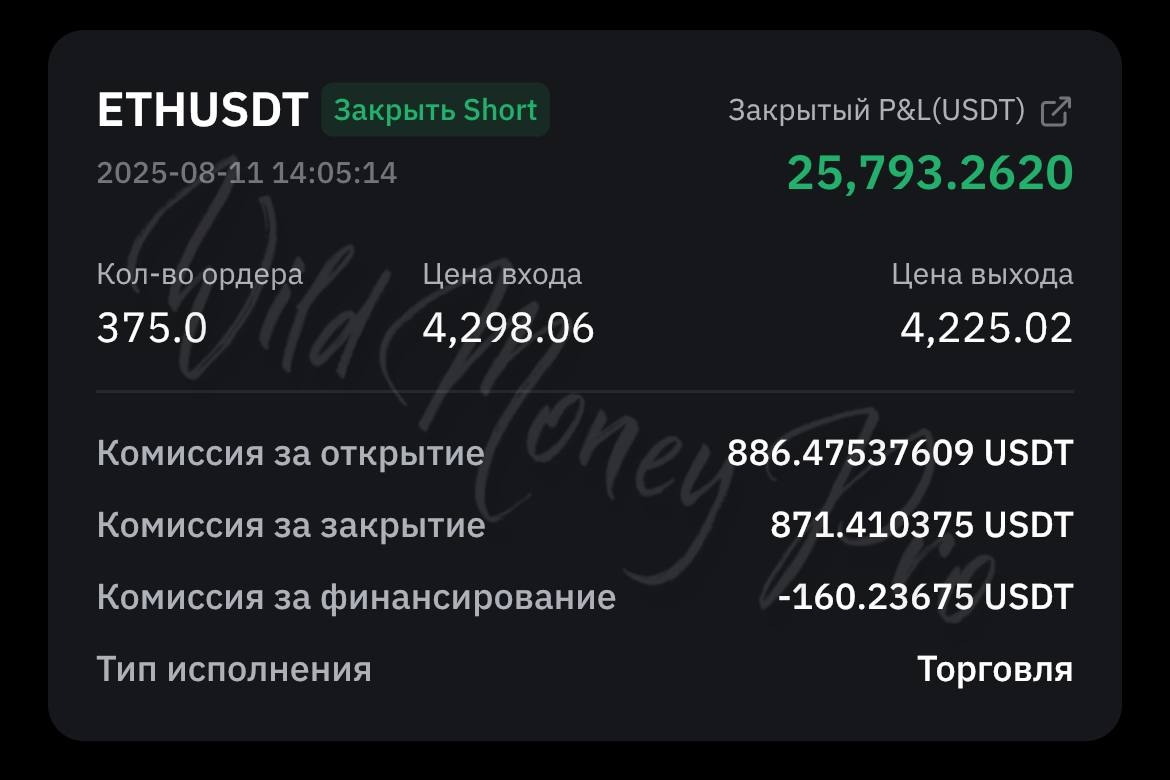 ETHUSDT Закрыть Short Закрытый P&L(USDT)
2025-08-11 14:05:14 25,793.2620
Кол-во ордера Цена входа Цена выхода
375.0 4,298.06 4,225.02
Комиссия за открытие 886.47537609 USDT
Комиссия за закрытие 871.410375 USDT
Комиссия за финансирование -160.23675 USDT
Тип исполнения Торговля
Wild Money Pro